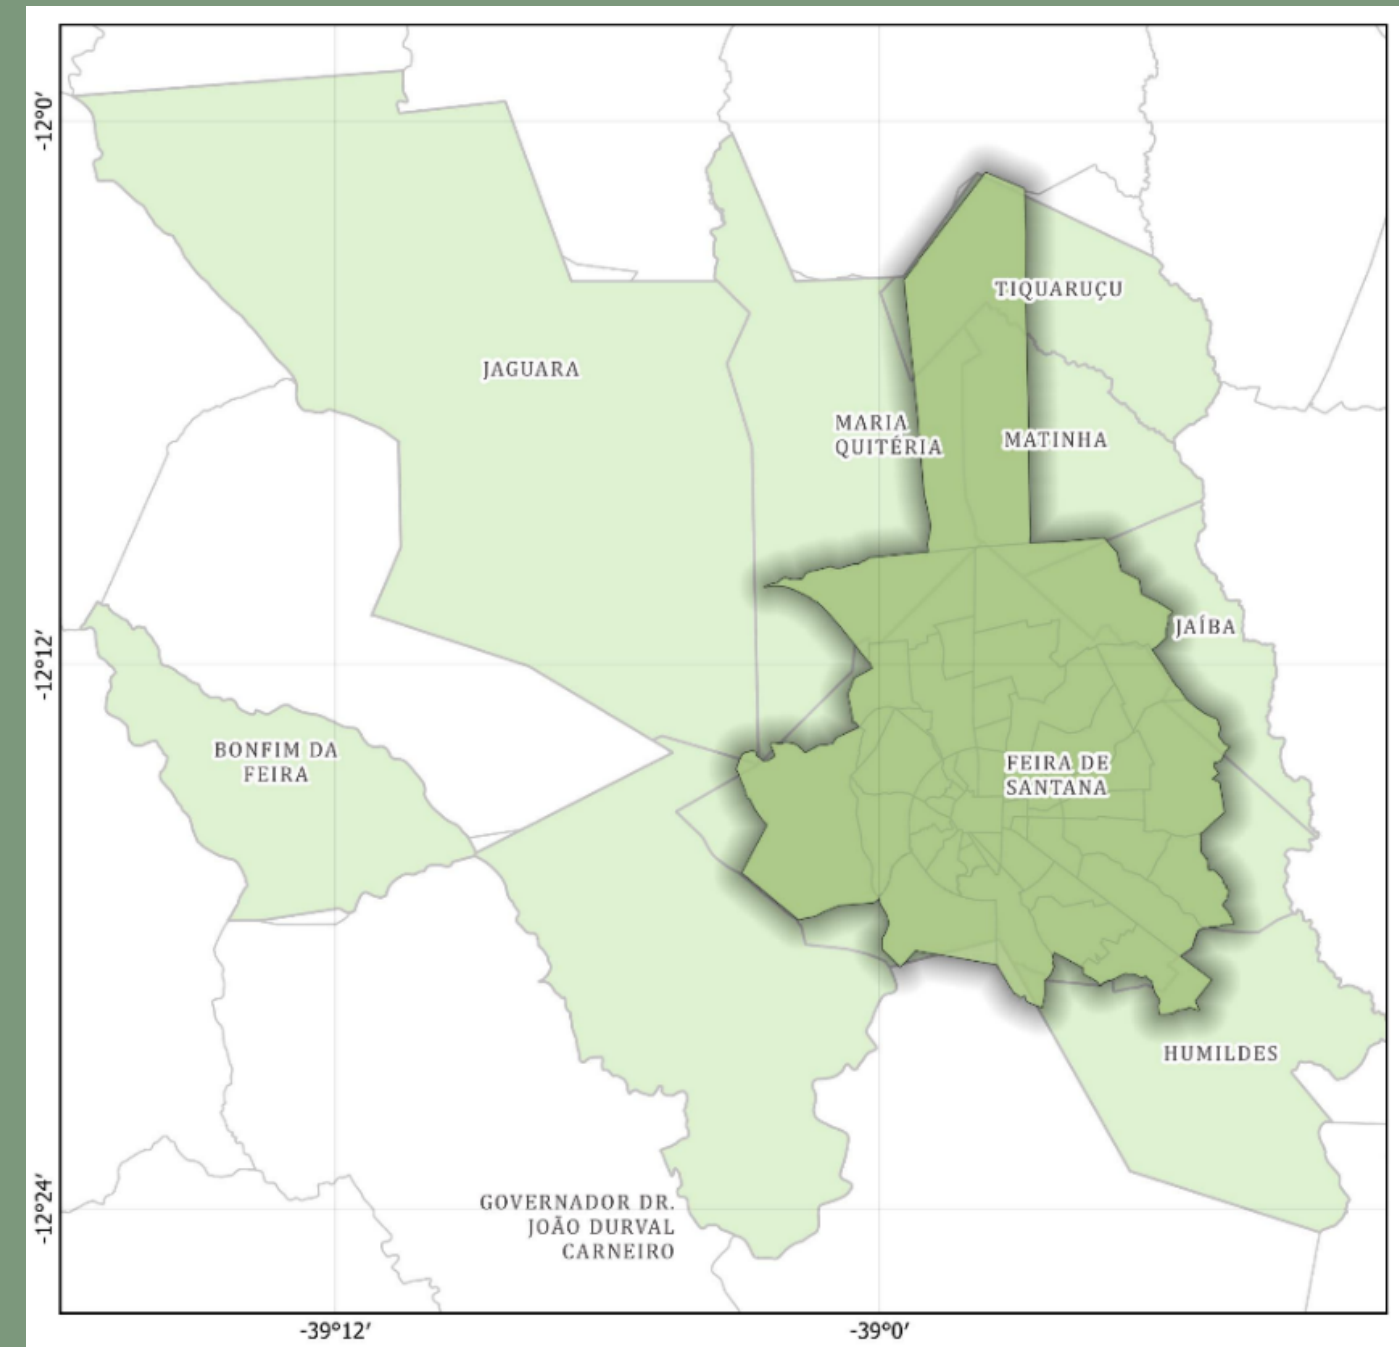 -12°0′
TIQUARUÇU
JAGUARA
MARIA
QUITÉRIA
MATINHA
JAÍBA
-12°12′
BONFIM DA
FEIRA
FEIRA DE
SANTANA
HUMILDES
-12°24′
GOVERNADOR DR.
JOÃO DURVAL
CARNEIRO
-39°12′
-39°0′